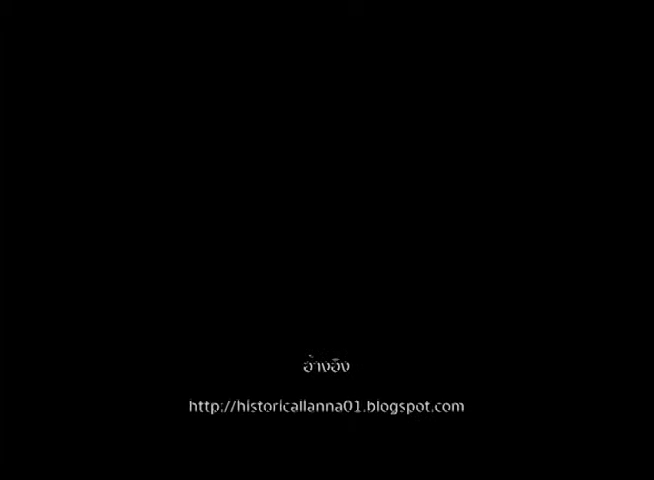 อ้างอิง
http://historicallanna01.blogspot.com